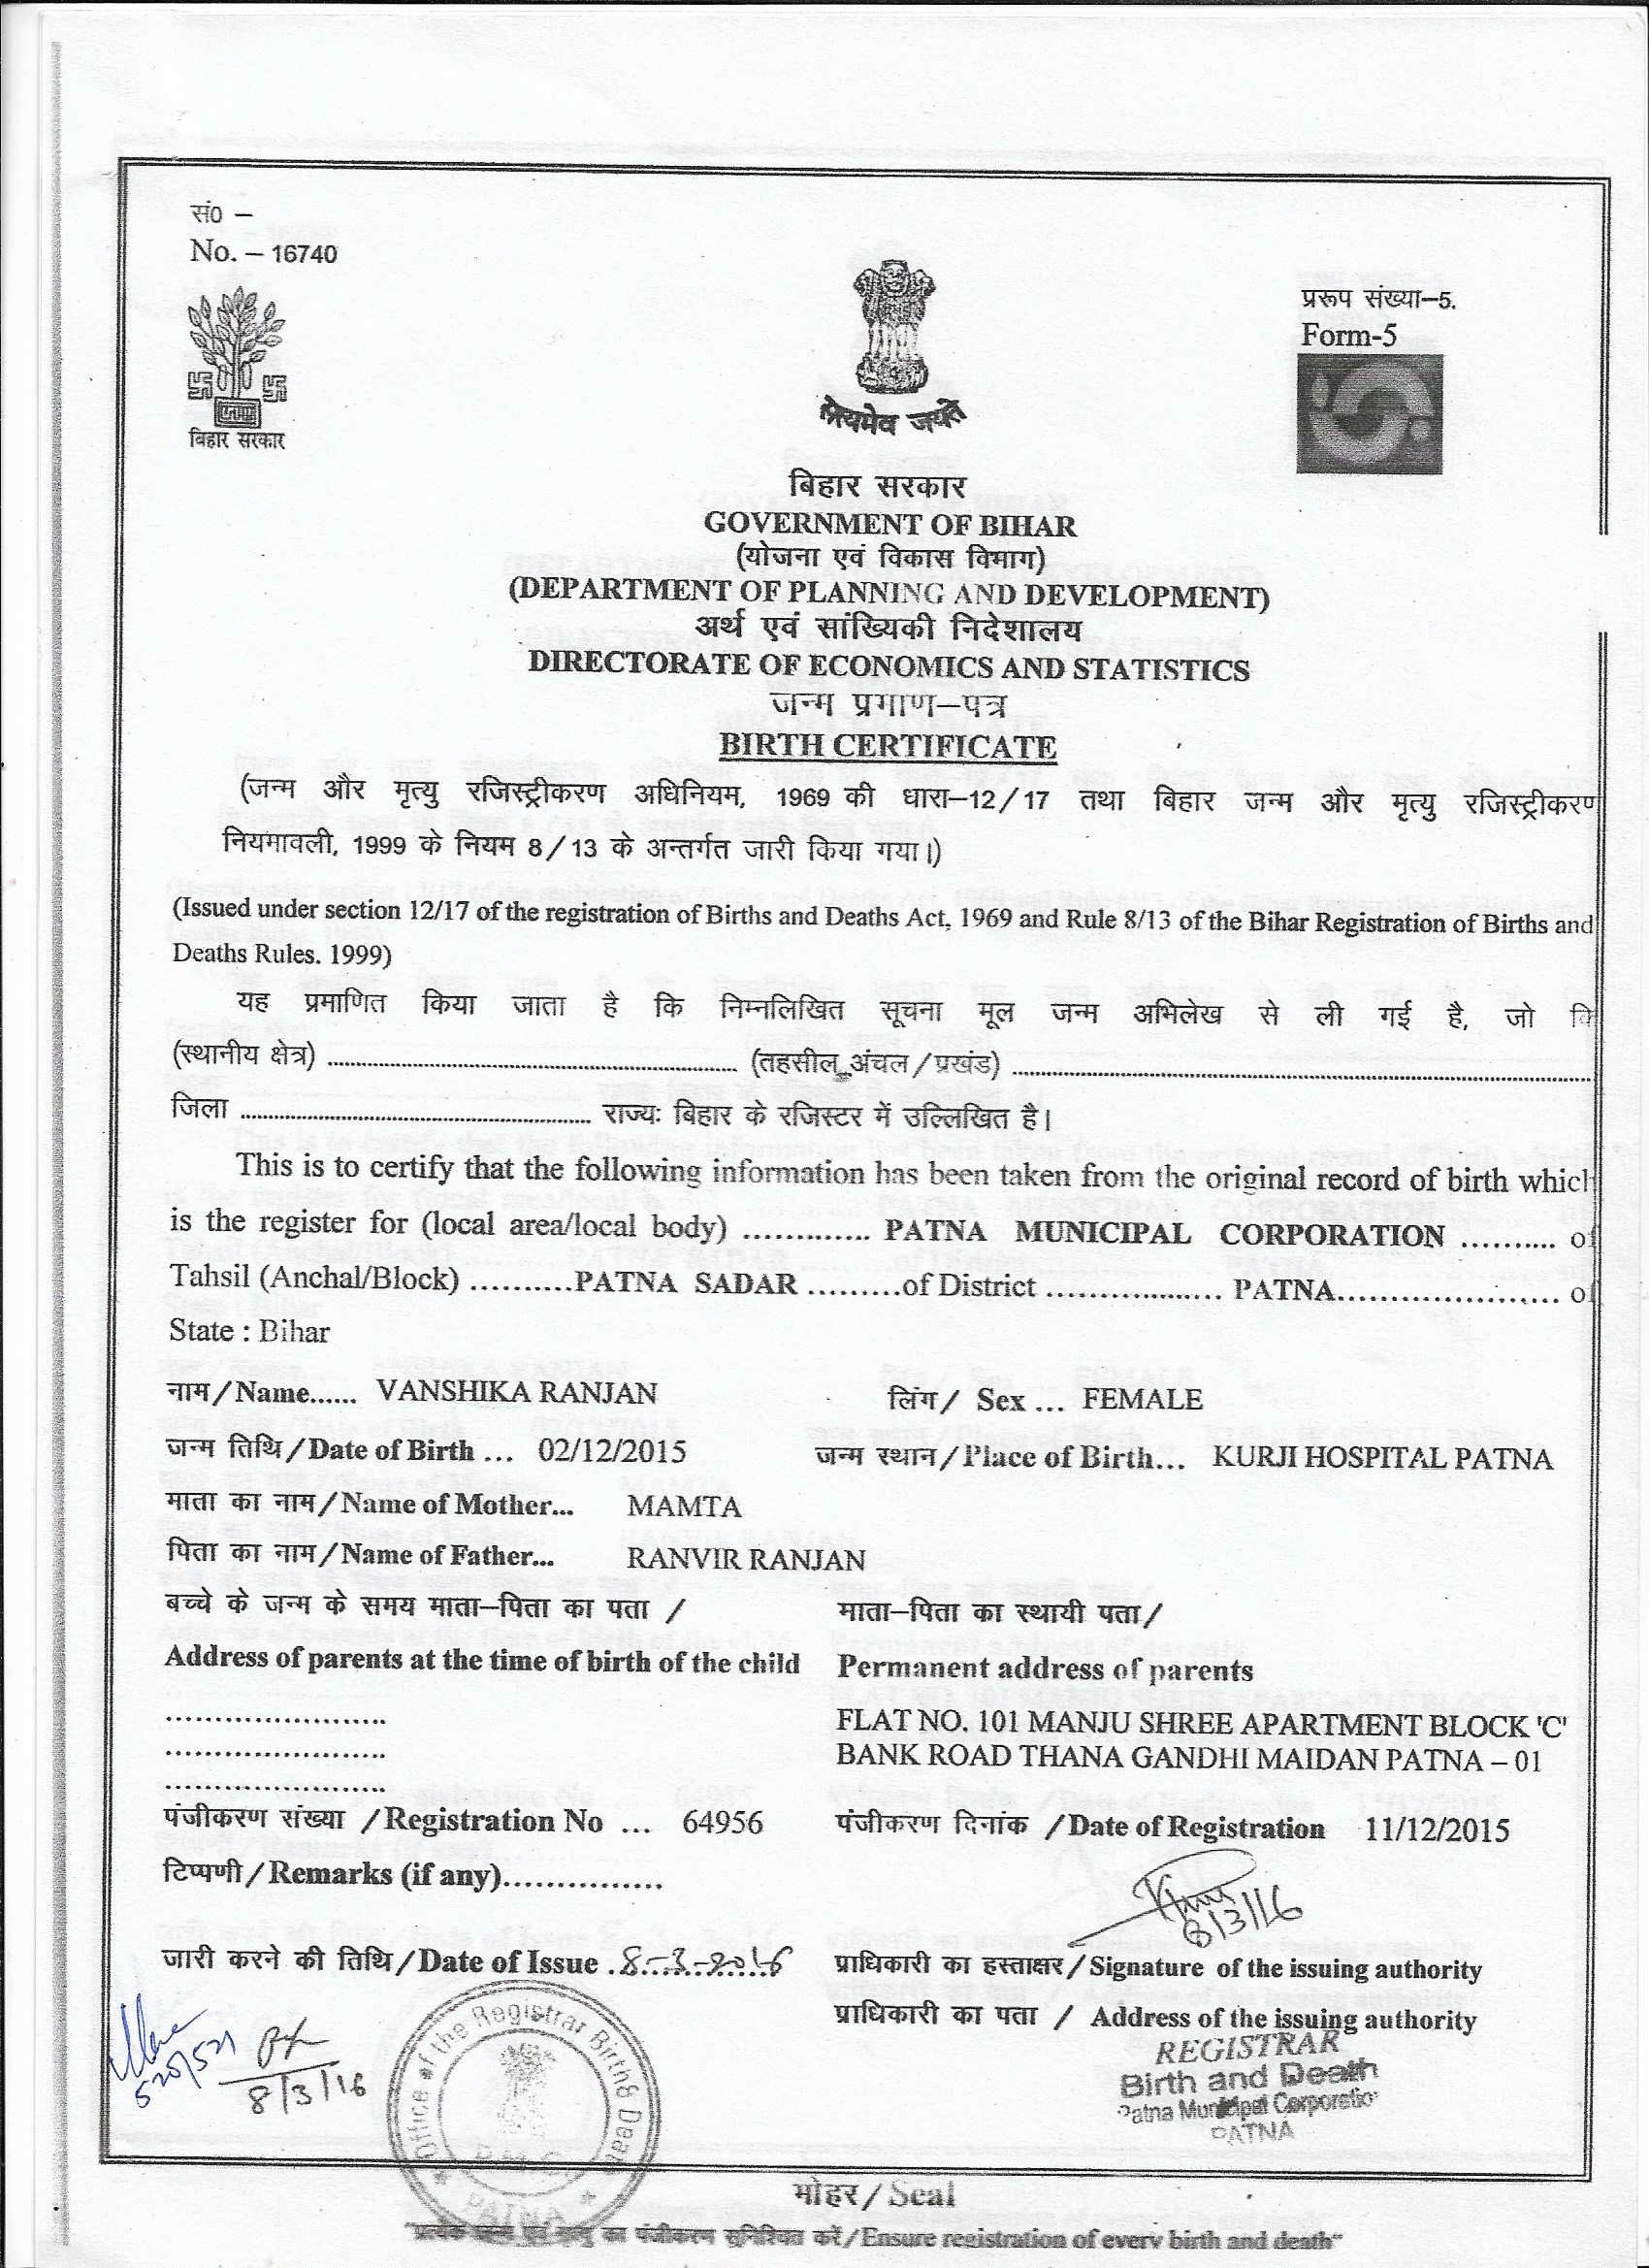 सं0 –
No. – 16740
प्ररूप संख्या–5.
Form-5
बिहार सरकार
बिहार सरकार
GOVERNMENT OF BIHAR
(योजना एवं विकास विभाग)
(DEPARTMENT OF PLANNING AND DEVELOPMENT)
अर्थ एवं सांख्यिकी निदेशालय
DIRECTORATE OF ECONOMICS AND STATISTICS
जन्म प्रमाण–पत्र
BIRTH CERTIFICATE
(जन्म और मृत्यु रजिस्ट्रीकरण अधिनियम, 1969 की धारा–12/17 तथा बिहार जन्म और मृत्यु रजिस्ट्रीकरण
नियमावली, 1999 के नियम 8/13 के अन्तर्गत जारी किया गया।)
(Issued under section 12/17 of the registration of Births and Deaths Act, 1969 and Rule 8/13 of the Bihar Registration of Births and
Deaths Rules. 1999)
यह प्रमाणित किया जाता है कि निम्नलिखित सूचना मूल जन्म अभिलेख से ली गई है, जो कि
(स्थानीय क्षेत्र) .................... (तहसील अंचल/प्रखंड) ....................
जिला .................... राज्यः बिहार के रजिस्टर में उल्लिखित है।
This is to certify that the following information has been taken from the original record of birth which
is the register for (local area/local body) ............. PATNA MUNICIPAL CORPORATION .......... of
Tahsil (Anchal/Block) ..........PATNA SADAR .........of District .................. PATNA...................... of
State : Bihar
नाम/Name...... VANSHIKA RANJAN लिंग/ Sex ... FEMALE
जन्म तिथि/Date of Birth ... 02/12/2015 जन्म स्थान/Place of Birth... KURJI HOSPITAL PATNA
माता का नाम/Name of Mother... MAMTA
पिता का नाम/Name of Father... RANVIR RANJAN
बच्चे के जन्म के समय माता–पिता का पता / माता–पिता का स्थायी पता/
Address of parents at the time of birth of the child Permanent address of parents
FLAT NO. 101 MANJU SHREE APARTMENT BLOCK 'C'
BANK ROAD THANA GANDHI MAIDAN PATNA – 01
पंजीकरण संख्या /Registration No ... 64956 पंजीकरण दिनांक /Date of Registration 11/12/2015
टिप्पणी/Remarks (if any)................
8/3/16
जारी करने की तिथि/Date of Issue .8-3-2016 प्राधिकारी का हस्ताक्षर/Signature of the issuing authority
प्राधिकारी का पता / Address of the issuing authority
520/521
8/3/16
Office of the Registrar Birth & Death
PATNA
REGISTRAR
Birth and Death
Patna Municipal Corporation
PATNA
मोहर/Seal
पंजीकरण सुनिश्चित करें/Ensure registration of every birth and death"